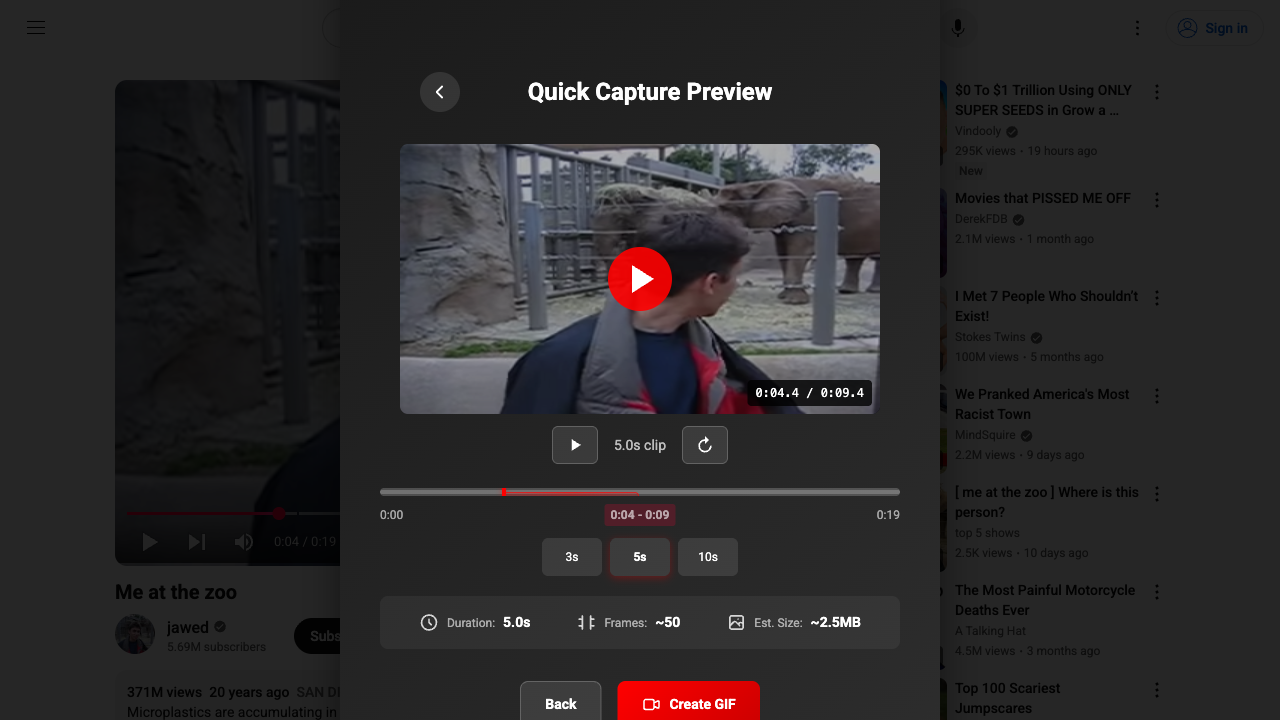 Sign in
Quick Capture Preview
0:04.4 / 0:09.4
5.0s clip
0:00
0:04 - 0:09
0:19
3s
5s
10s
Duration: 5.0s
Frames: ~50
Est. Size: ~2.5MB
Back
Create GIF
0:04 / 0:19
Me at the zoo
jawed
5.69M subscribers
Subs
371M views 20 years ago SAN DI
Microplastics are accumulating in
$0 To $1 Trillion Using ONLY
SUPER SEEDS in Grow a ...
Vindooly
295K views · 19 hours ago
New
Movies that PISSED ME OFF
DerekFDB
2.1M views · 1 month ago
I Met 7 People Who Shouldn't
Exist!
Stokes Twins
100M views · 5 months ago
We Pranked America's Most
Racist Town
MindSquire
2.2M views · 9 days ago
[ me at the zoo ] Where is this
person?
top 5 shows
2.5K views · 10 days ago
The Most Painful Motorcycle
Deaths Ever
A Talking Hat
4.5M views · 3 months ago
Top 100 Scariest
Jumpscares